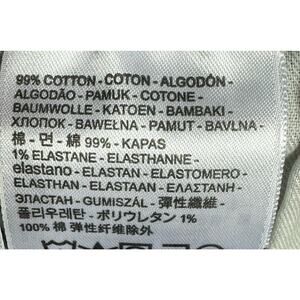 99% COTTON - COTON - ALGODÓN -
ALGODÃO - PAMUK - COTONE -
BAUMWOLLE - KATOEN - BAMBAKI -
ХЛОПОК - BAWEŁNA - PAMUT - BAVLNA -
棉 - 면 - 綿 99% - KAPAS
1% ELASTANE - ELASTHANNE -
elastano - ELASTAN - ELASTOMERO -
ELASTHAN - ELASTAAN - ΕΛΑΣΤΑΝΗ -
ЭЛАСТАН - GUMISZÁL - 彈性纖維 -
폴리우레탄 - ポリウレタン 1%
100% 棉 弹性纤维除外